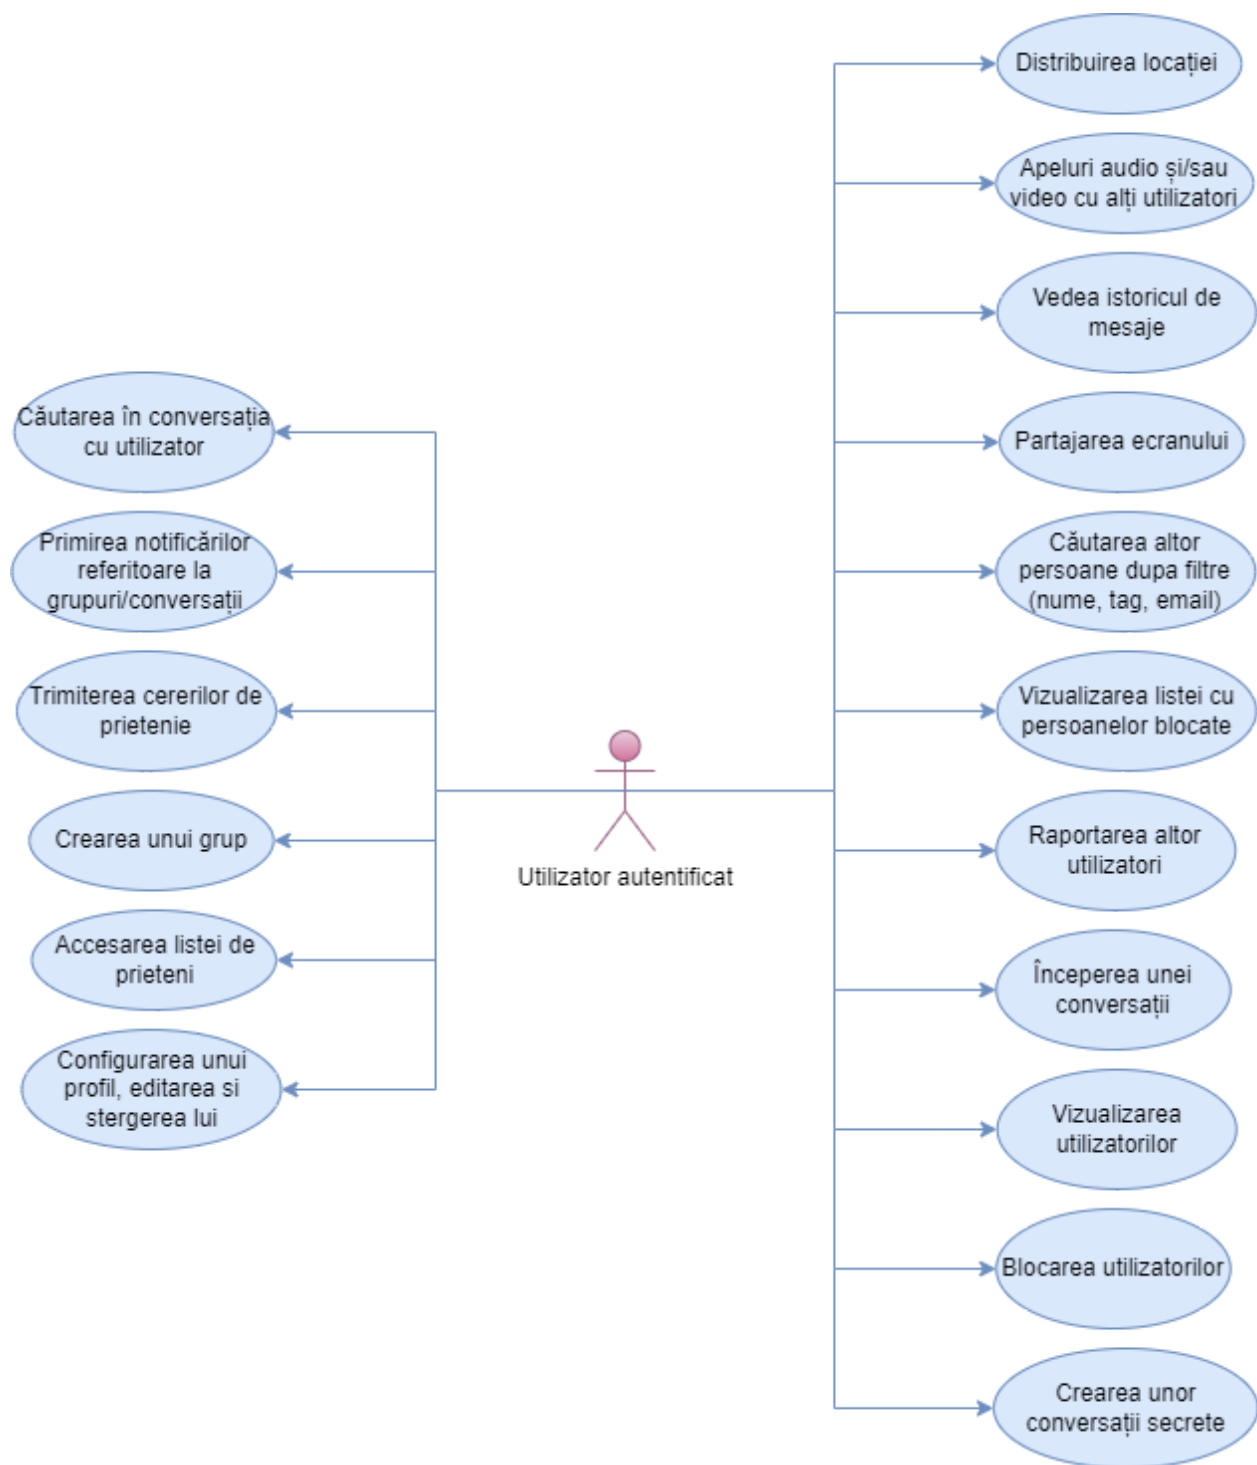 Distribuirea locației
Apeluri audio și/sau
video cu alți utilizatori
Vedea istoricul de
mesaje
Partajarea ecranului
Căutarea altor
persoane dupa filtre
(nume, tag, email)
Vizualizarea listei cu
persoanelor blocate
Raportarea altor
utilizatori
Începerea unei
conversații
Vizualizarea
utilizatorilor
Blocarea utilizatorilor
Crearea unor
conversații secrete
Căutarea în conversația
cu utilizator
Primirea notificărilor
referitoare la
grupuri/conversații
Trimiterea cererilor de
prietenie
Crearea unui grup
Accesarea listei de
prieteni
Configurarea unui
profil, editarea si
stergerea lui
Utilizator autentificat